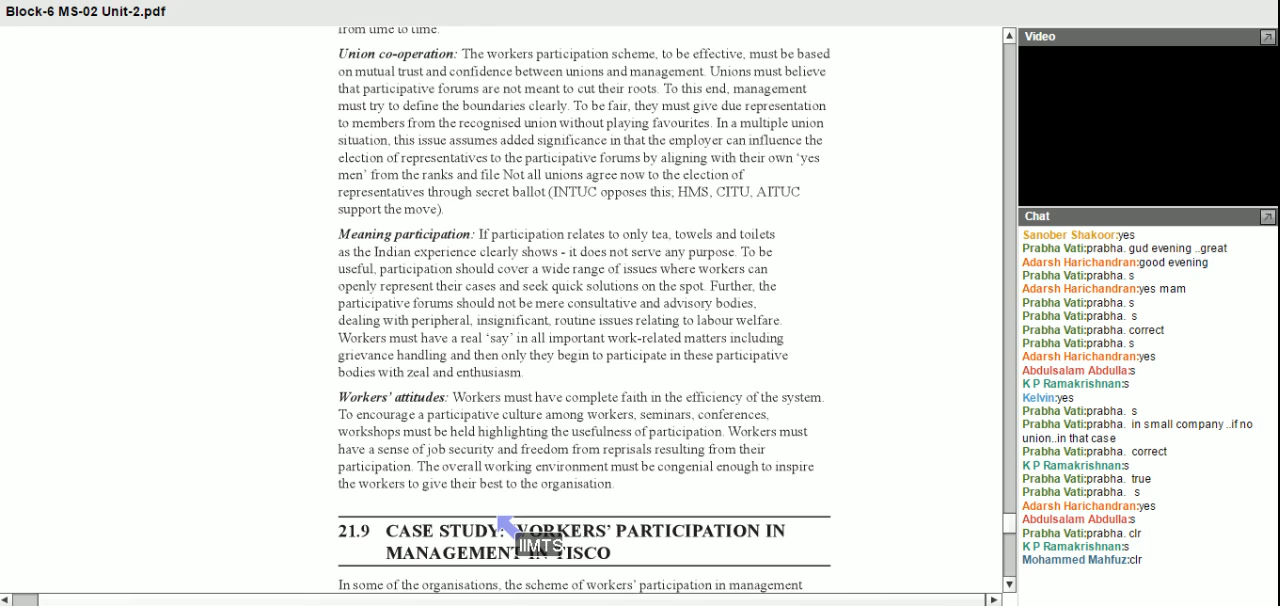 Block-6 MS-02 Unit-2.pdf
from time to time.
Union co-operation: The workers participation scheme, to be effective, must be based
on mutual trust and confidence between unions and management. Unions must believe
that participative forums are not meant to cut their roots. To this end, management
must try to define the boundaries clearly. To be fair, they must give due representation
to members from the recognised union without playing favourites. In a multiple union
situation, this issue assumes added significance in that the employer can influence the
election of representatives to the participative forums by aligning with their own ‘yes
men’ from the ranks and file Not all unions agree now to the election of
representatives through secret ballot (INTUC opposes this; HMS, CITU, AITUC
support the move).
Meaning participation: If participation relates to only tea, towels and toilets
as the Indian experience clearly shows - it does not serve any purpose. To be
useful, participation should cover a wide range of issues where workers can
openly represent their cases and seek quick solutions on the spot. Further, the
participative forums should not be mere consultative and advisory bodies,
dealing with peripheral, insignificant, routine issues relating to labour welfare.
Workers must have a real ‘say’ in all important work-related matters including
grievance handling and then only they begin to participate in these participative
bodies with zeal and enthusiasm.
Workers’ attitudes: Workers must have complete faith in the efficiency of the system.
To encourage a participative culture among workers, seminars, conferences,
workshops must be held highlighting the usefulness of participation. Workers must
have a sense of job security and freedom from reprisals resulting from their
participation. The overall working environment must be congenial enough to inspire
the workers to give their best to the organisation.
21.9 CASE STUDY: WORKERS’ PARTICIPATION IN
MANAGEMENT IN TISCO
IIMTS
In some of the organisations, the scheme of workers’ participation in management
Video
Chat
Sanober Shakoor:yes
Prabha Vati:prabha. gud evening ..great
Adarsh Harichandran:good evening
Prabha Vati:prabha. s
Adarsh Harichandran:yes mam
Prabha Vati:prabha. s
Prabha Vati:prabha. s
Prabha Vati:prabha. correct
Prabha Vati:prabha. s
Adarsh Harichandran:yes
Abdulsalam Abdulla:s
K P Ramakrishnan:s
Kelvin:yes
Prabha Vati:prabha. s
Prabha Vati:prabha. in small company ..if no
union..in that case
Prabha Vati:prabha. correct
K P Ramakrishnan:s
Prabha Vati:prabha. true
Prabha Vati:prabha. s
Adarsh Harichandran:yes
Abdulsalam Abdulla:s
Prabha Vati:prabha. clr
K P Ramakrishnan:s
Mohammed Mahfuz:clr